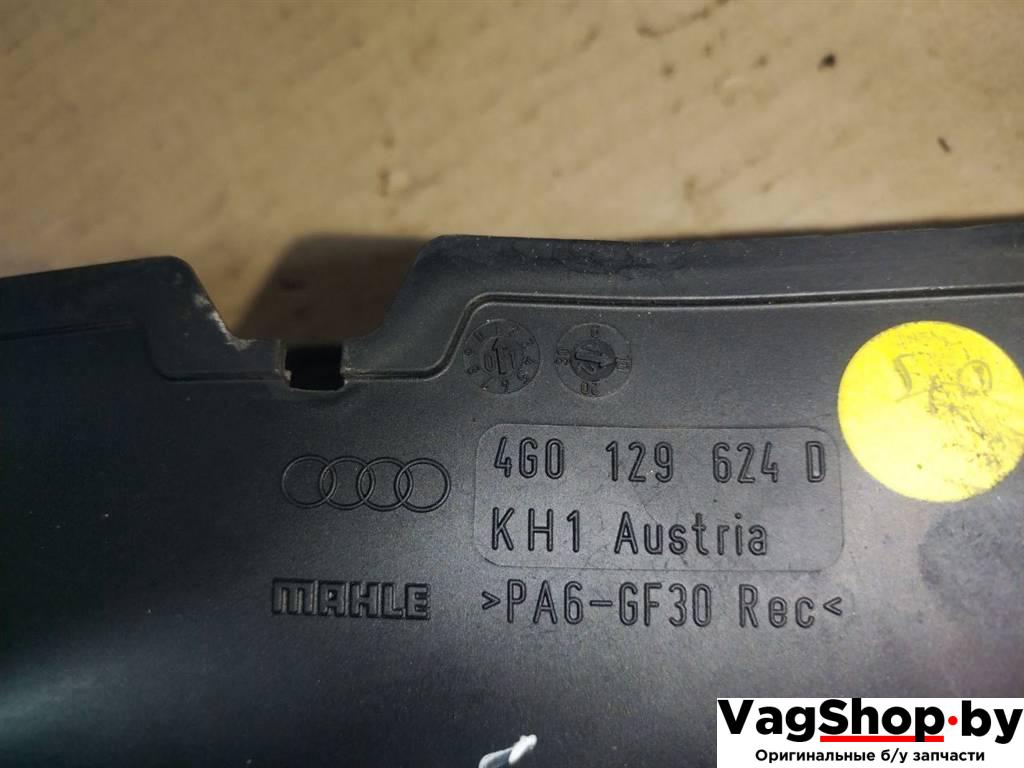 4G0 129 624 D
KH1 Austria
MAHLE >PA6-GF30 Rec<
VagShop.by
Оригинальные б/у запчасти